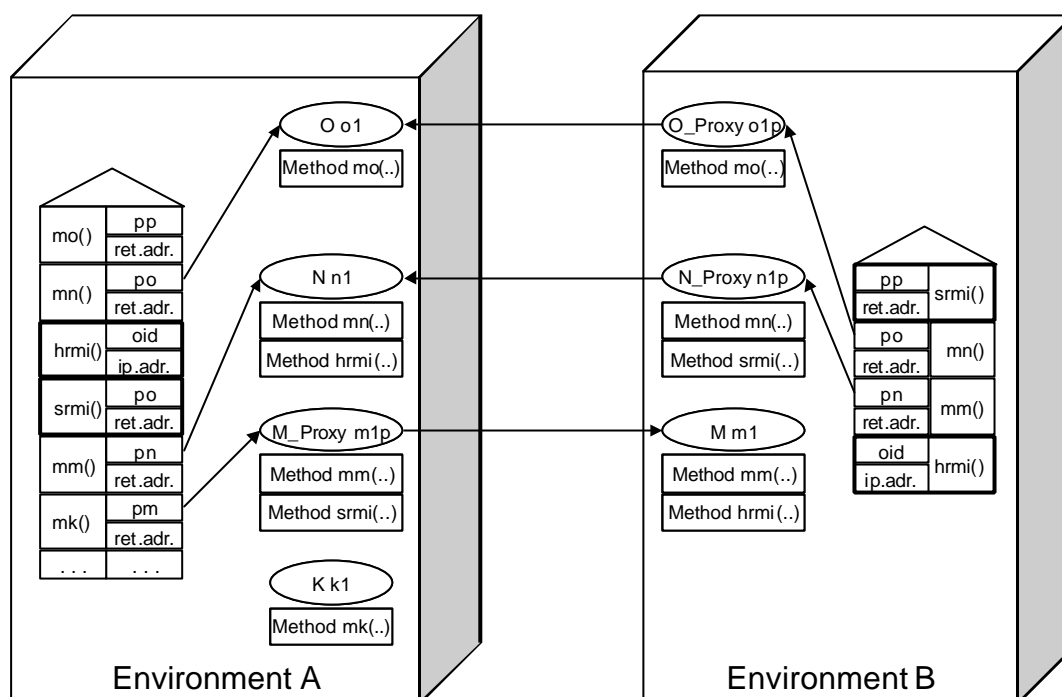 O o1
Method mo(..)
mo()
pp
ret.adr.
mn()
po
ret.adr.
hrmi()
oid
ip.adr.
srmi()
po
ret.adr.
mm()
pn
ret.adr.
mk()
pm
ret.adr.
. . .
. . .
N n1
Method mn(..)
Method hrmi(..)
M_Proxy m1p
Method mm(..)
Method srmi(..)
K k1
Method mk(..)
Environment A
O_Proxy o1p
Method mo(..)
N_Proxy n1p
Method mn(..)
Method srmi(..)
M m1
Method mm(..)
Method hrmi(..)
pp
ret.adr.
srmi()
po
ret.adr.
mn()
pn
ret.adr.
mm()
oid
ip.adr.
hrmi()
Environment B